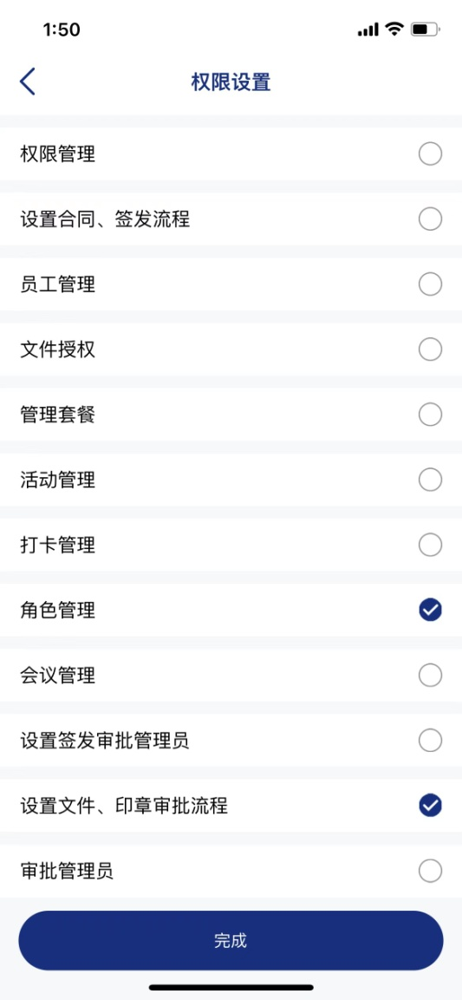 1:50
权限设置
权限管理
设置合同、签发流程
员工管理
文件授权
管理套餐
活动管理
打卡管理
角色管理
会议管理
设置签发审批管理员
设置文件、印章审批流程
审批管理员
完成